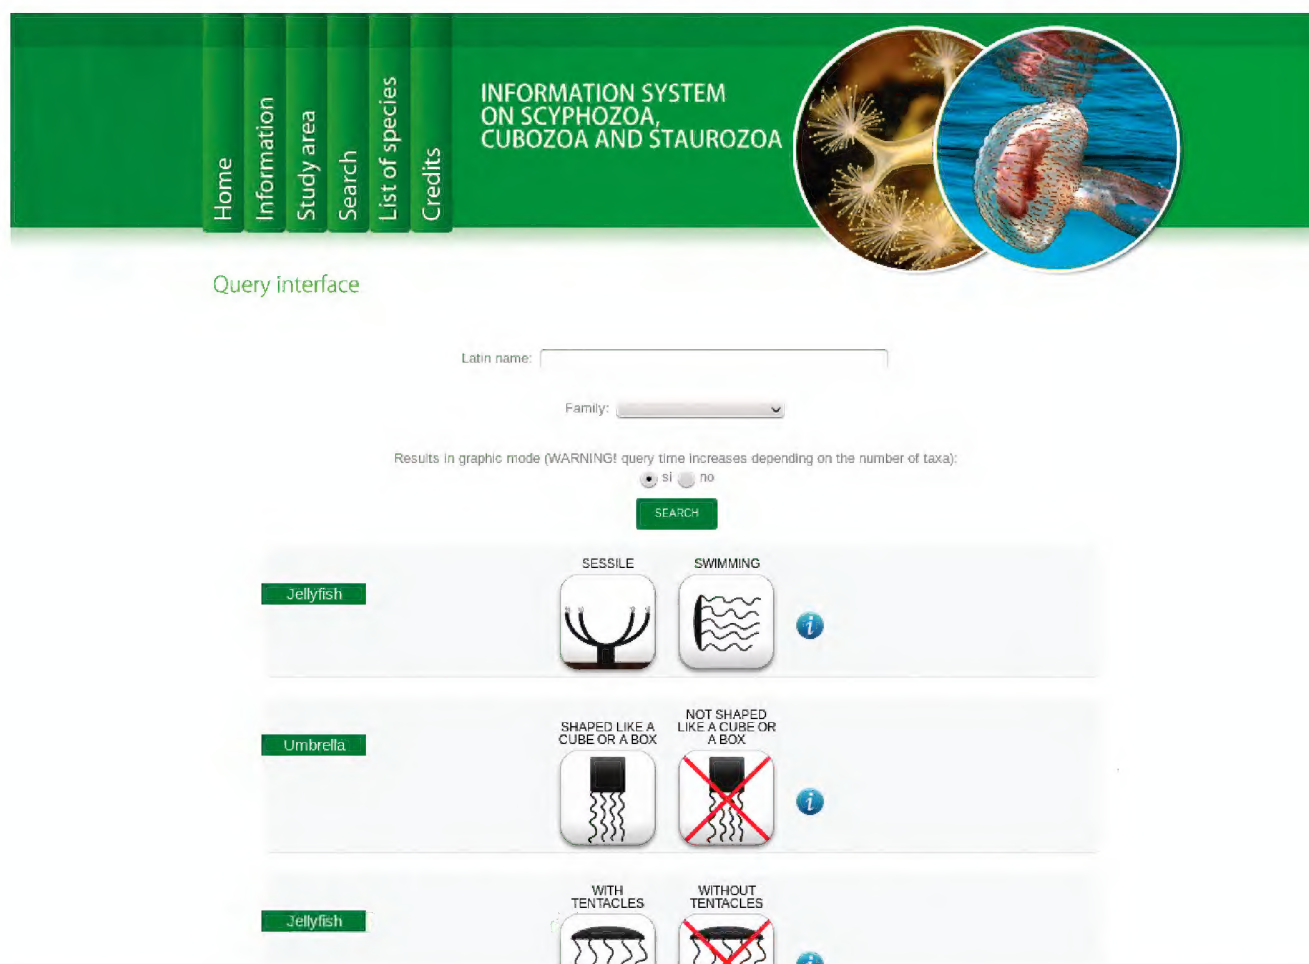 Home
Information
Study area
Search
List of species
Credits
INFORMATION SYSTEM
ON SCYPHOZOA,
CUBOZOA AND STAUROZOA
Query interface
Latin name:
Family:
Results in graphic mode (WARNING! query time increases depending on the number of taxa):
si no
SEARCH
Jellyfish
SESSILE
SWIMMING
i
Umbrella
SHAPED LIKE A
CUBE OR A BOX
NOT SHAPED
LIKE A CUBE OR
A BOX
i
Jellyfish
WITH
TENTACLES
WITHOUT
TENTACLES
i